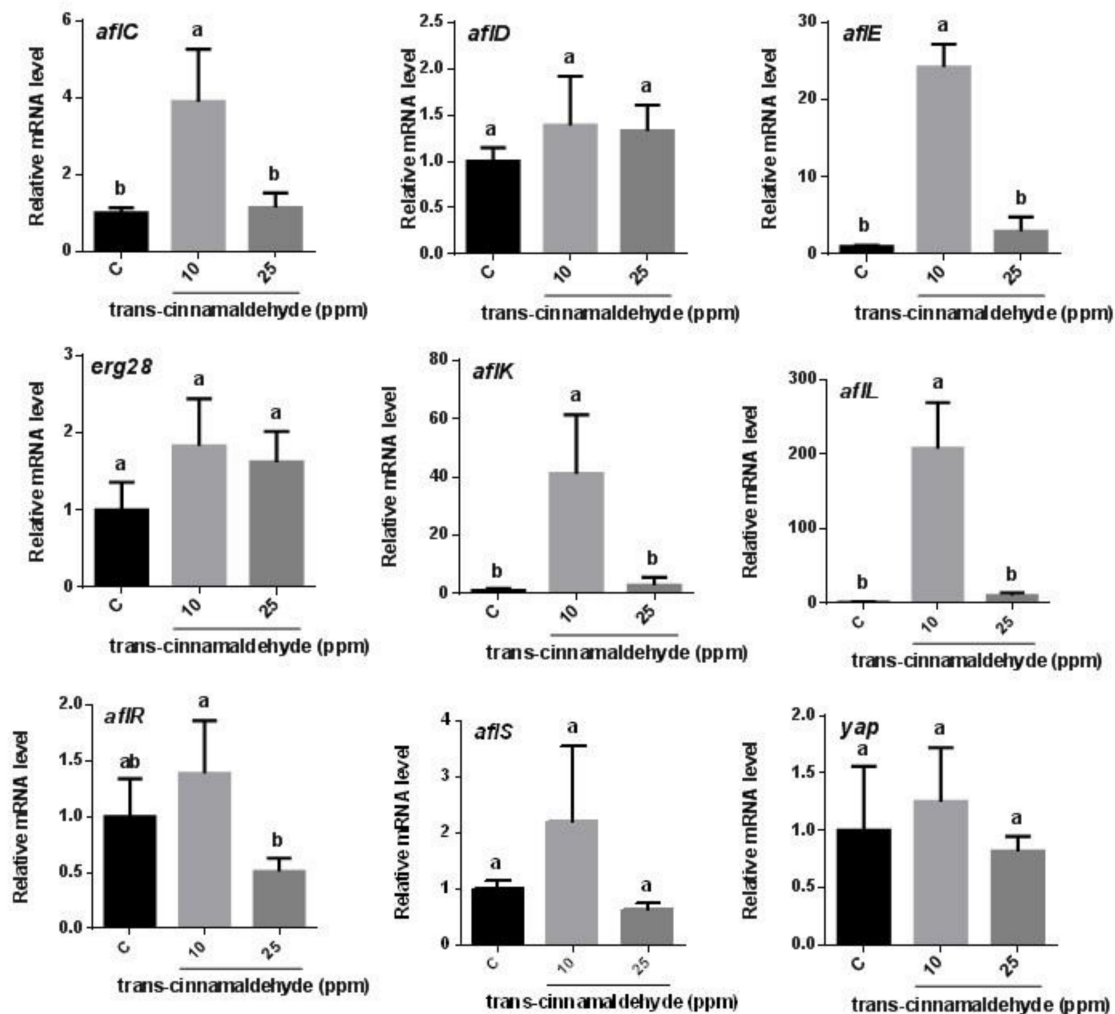 aflC
Relative mRNA level
6
4
2
0
b
a
b
C
10
25
trans-cinnamaldehyde (ppm)
aflD
Relative mRNA level
2.5
2.0
1.5
1.0
0.5
0.0
a
a
a
C
10
25
trans-cinnamaldehyde (ppm)
aflE
Relative mRNA level
30
20
10
0
b
a
b
C
10
25
trans-cinnamaldehyde (ppm)
erg28
Relative mRNA level
3
2
1
0
a
a
a
C
10
25
trans-cinnamaldehyde (ppm)
aflK
Relative mRNA level
80
60
40
20
0
b
a
b
C
10
25
trans-cinnamaldehyde (ppm)
aflL
Relative mRNA level
300
200
100
0
b
a
b
C
10
25
trans-cinnamaldehyde (ppm)
aflR
Relative mRNA level
2.0
1.5
1.0
0.5
0.0
ab
a
b
C
10
25
trans-cinnamaldehyde (ppm)
aflS
Relative mRNA level
4
3
2
1
0
a
a
a
C
10
25
trans-cinnamaldehyde (ppm)
yap
Relative mRNA level
2.0
1.5
1.0
0.5
0.0
a
a
a
C
10
25
trans-cinnamaldehyde (ppm)